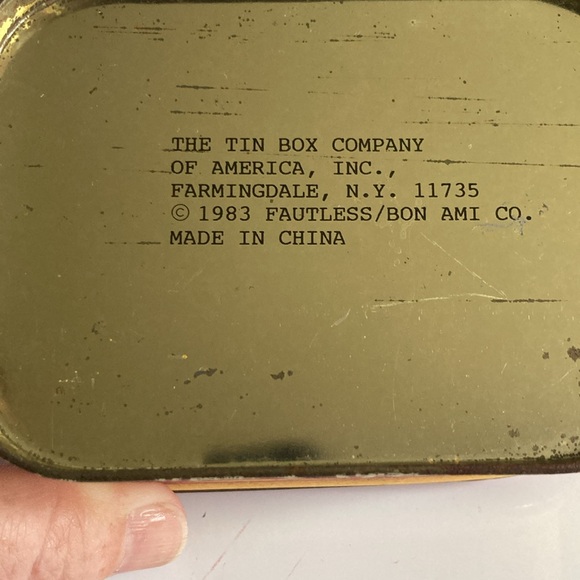 THE TIN BOX COMPANY
OF AMERICA, INC.,
FARMINGDALE, N.Y. 11735
© 1983 FAUTLESS/BON AMI CO.
MADE IN CHINA